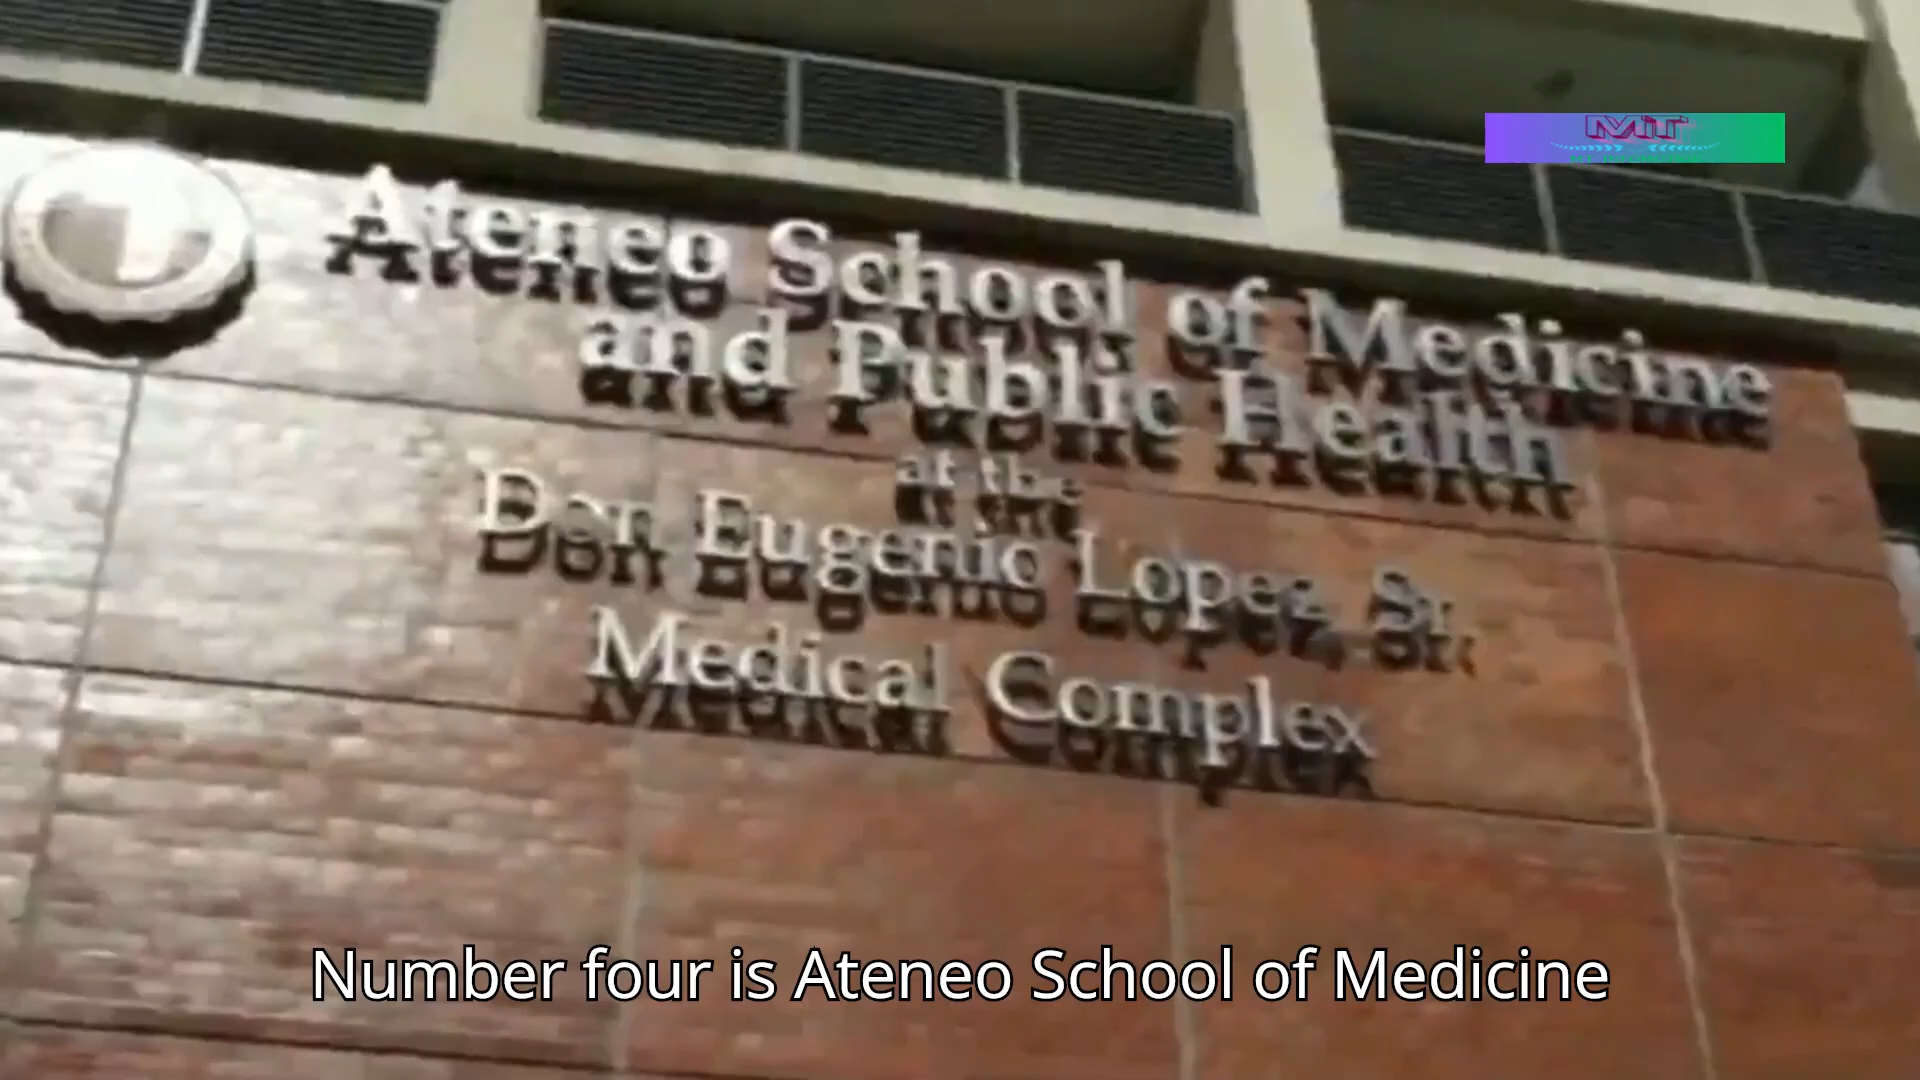 MiT
Ateneo School of Medicine
and Public Health
at the
Don Eugenio Lopez, Sr.
Medical Complex
Number four is Ateneo School of Medicine